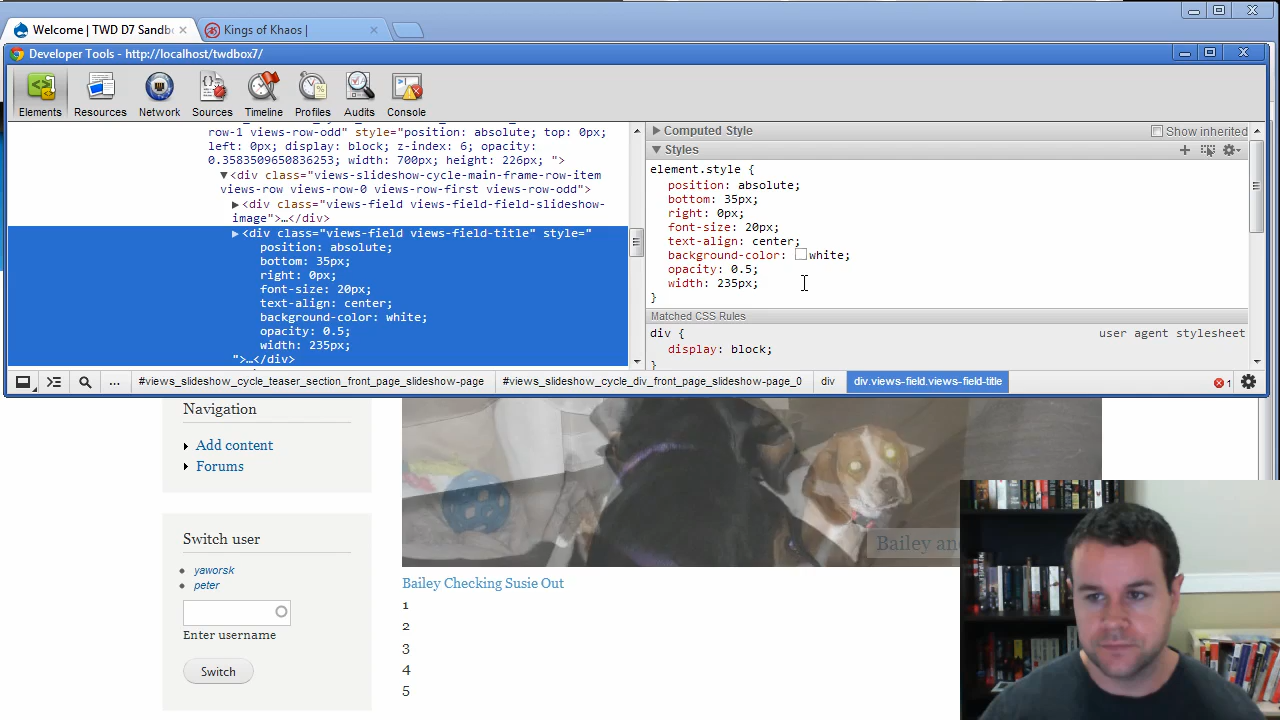 Welcome | TWD D7 Sandb
Kings of Khaos |
Developer Tools - http://localhost/twdbox7/
Elements
Resources
Network
Sources
Timeline
Profiles
Audits
Console
row-1 views-row-odd" style="position: absolute; top: 0px;
left: 0px; display: block; z-index: 6; opacity:
0.3583509650836253; width: 700px; height: 226px; ">
▼<div class="views-slideshow-cycle-main-frame-row-item
views-row views-row-0 views-row-first views-row-odd">
▶<div class="views-field views-field-field-slideshow-
image">…</div>
▶<div class="views-field views-field-title" style="
position: absolute;
bottom: 35px;
right: 0px;
font-size: 20px;
text-align: center;
background-color: white;
opacity: 0.5;
width: 235px;
">…</div>
▶ Computed Style
Show inherited
▼ Styles
element.style {
position: absolute;
bottom: 35px;
right: 0px;
font-size: 20px;
text-align: center;
background-color: white;
opacity: 0.5;
width: 235px;
}
Matched CSS Rules
div {
user agent stylesheet
display: block;
}
...
#views_slideshow_cycle_teaser_section_front_page_slideshow-page
#views_slideshow_cycle_div_front_page_slideshow-page_0
div
div.views-field.views-field-title
1
Navigation
Add content
Forums
Switch user
yaworsk
peter
Enter username
Switch
Bailey an
Bailey Checking Susie Out
1
2
3
4
5